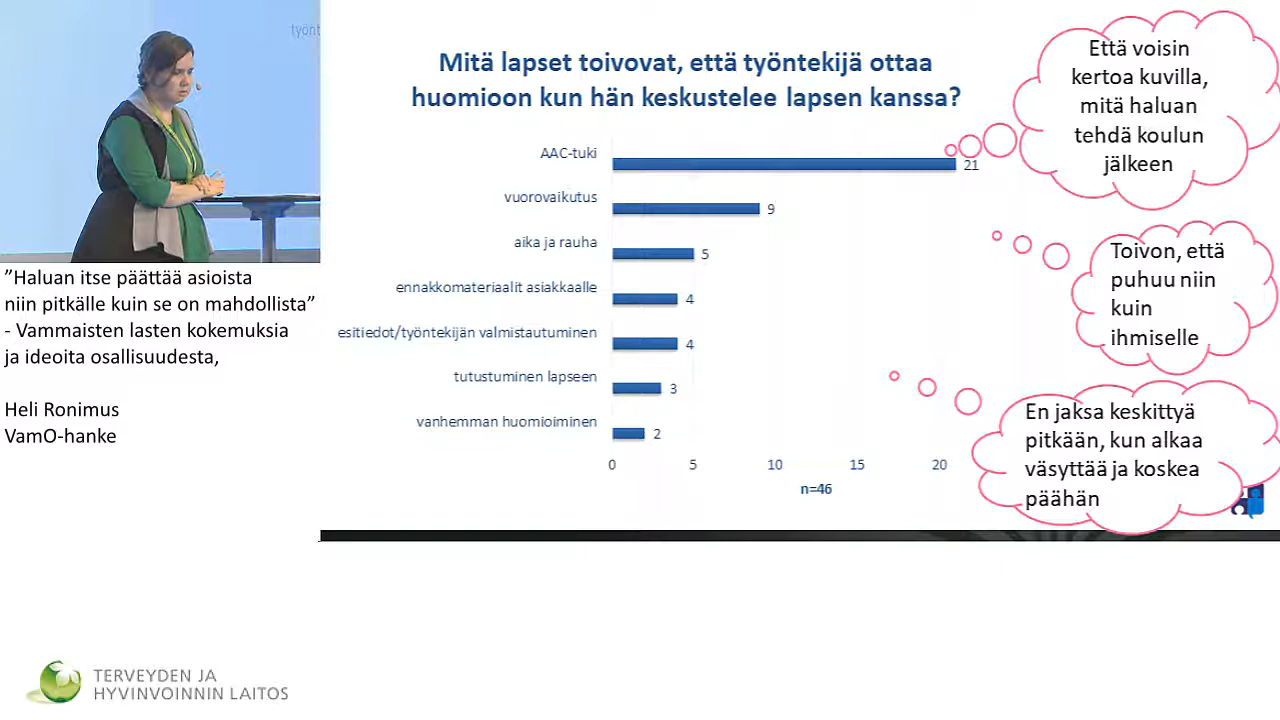 työnt
"Haluan itse päättää asioista
niin pitkälle kuin se on mahdollista"
- Vammaisten lasten kokemuksia
ja ideoita osallisuudesta,
Heli Ronimus
VamO-hanke
Mitä lapset toivovat, että työntekijä ottaa
huomioon kun hän keskustelee lapsen kanssa?
AAC-tuki
21
vuorovaikutus
9
aika ja rauha
5
ennakkomateriaalit asiakkaalle
4
esitiedot/työntekijän valmistautuminen
4
tutustuminen lapseen
3
vanhemman huomioiminen
2
0 5 10 15 20
n=46
Että voisin
kertoa kuvilla,
mitä haluan
tehdä koulun
jälkeen
Toivon, että
puhuu niin
kuin
ihmiselle
En jaksa keskittyä
pitkään, kun alkaa
väsyttää ja koskea
päähän
TERVEYDEN JA
HYVINVOINNIN LAITOS